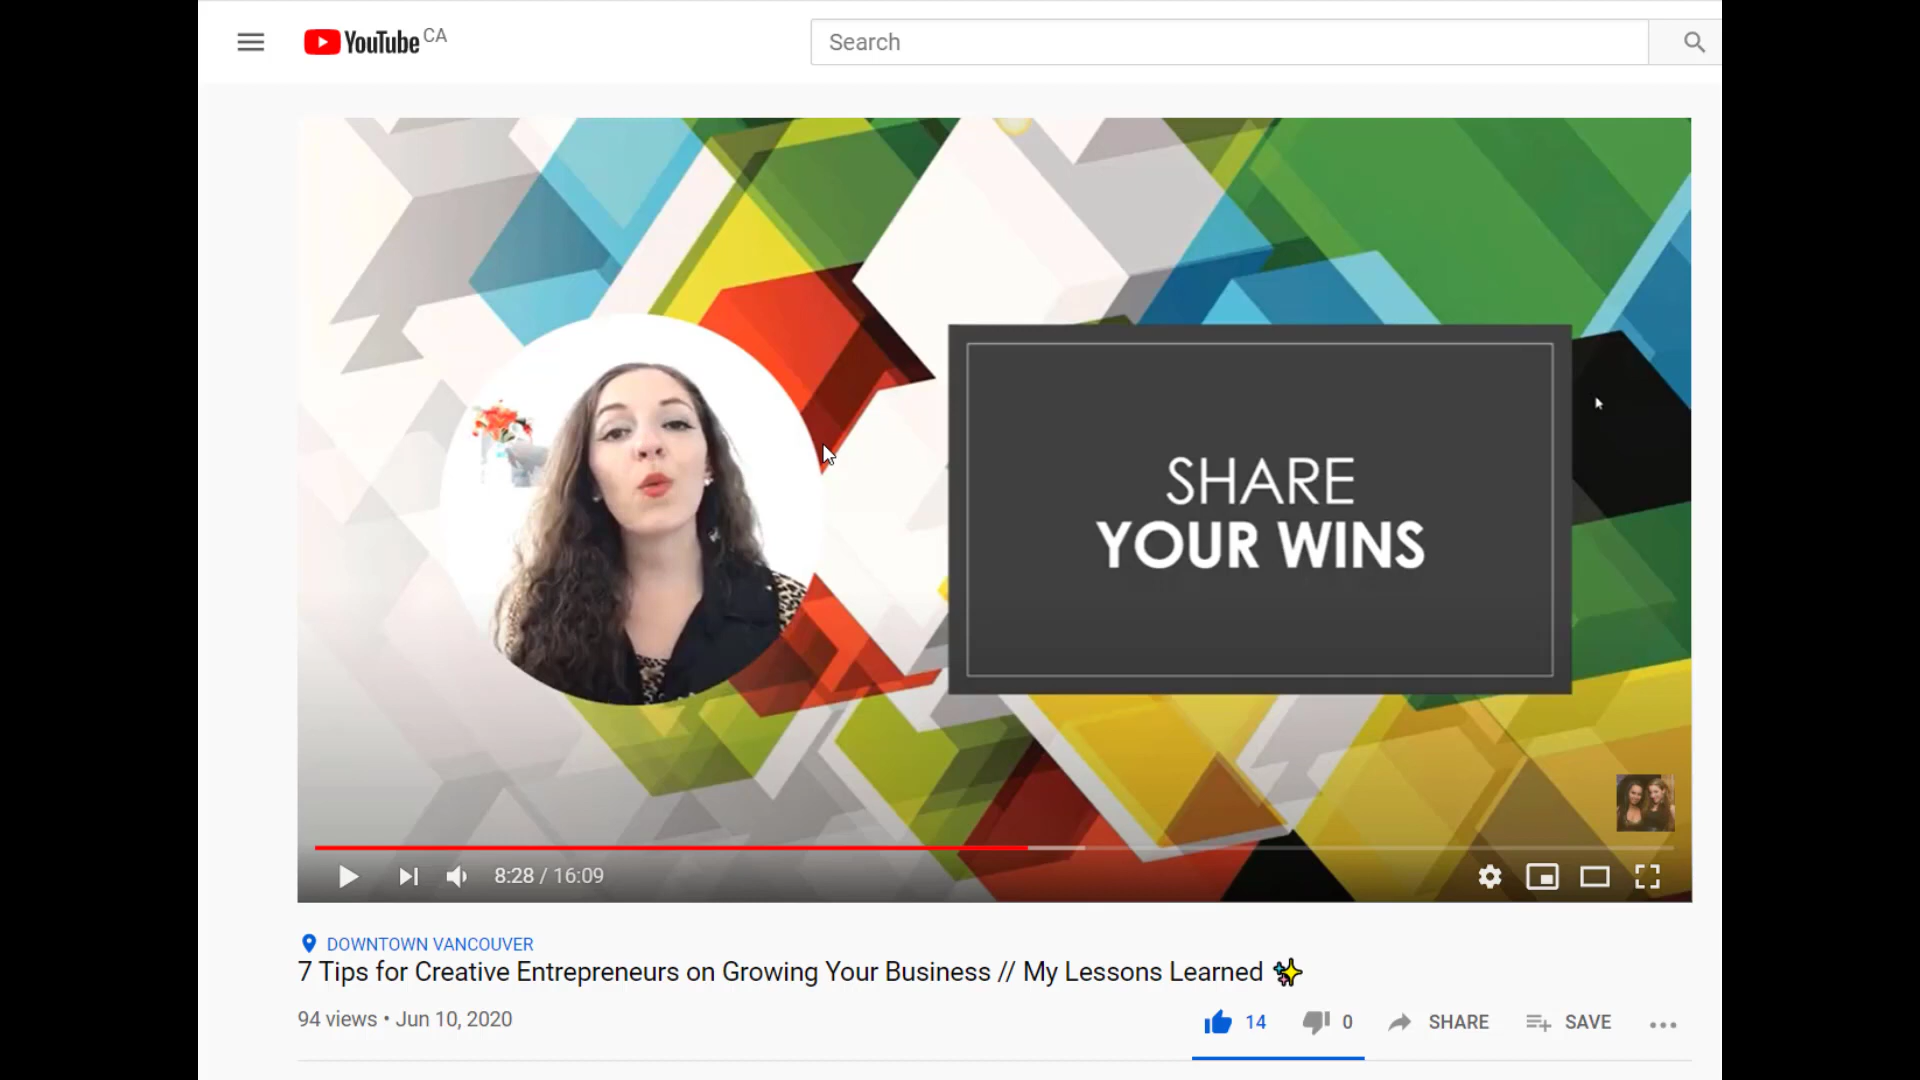 YouTube CA
Search
SHARE
YOUR WINS
8:28 / 16:09
DOWNTOWN VANCOUVER
7 Tips for Creative Entrepreneurs on Growing Your Business // My Lessons Learned ✨
94 views • Jun 10, 2020
14 0 SHARE SAVE